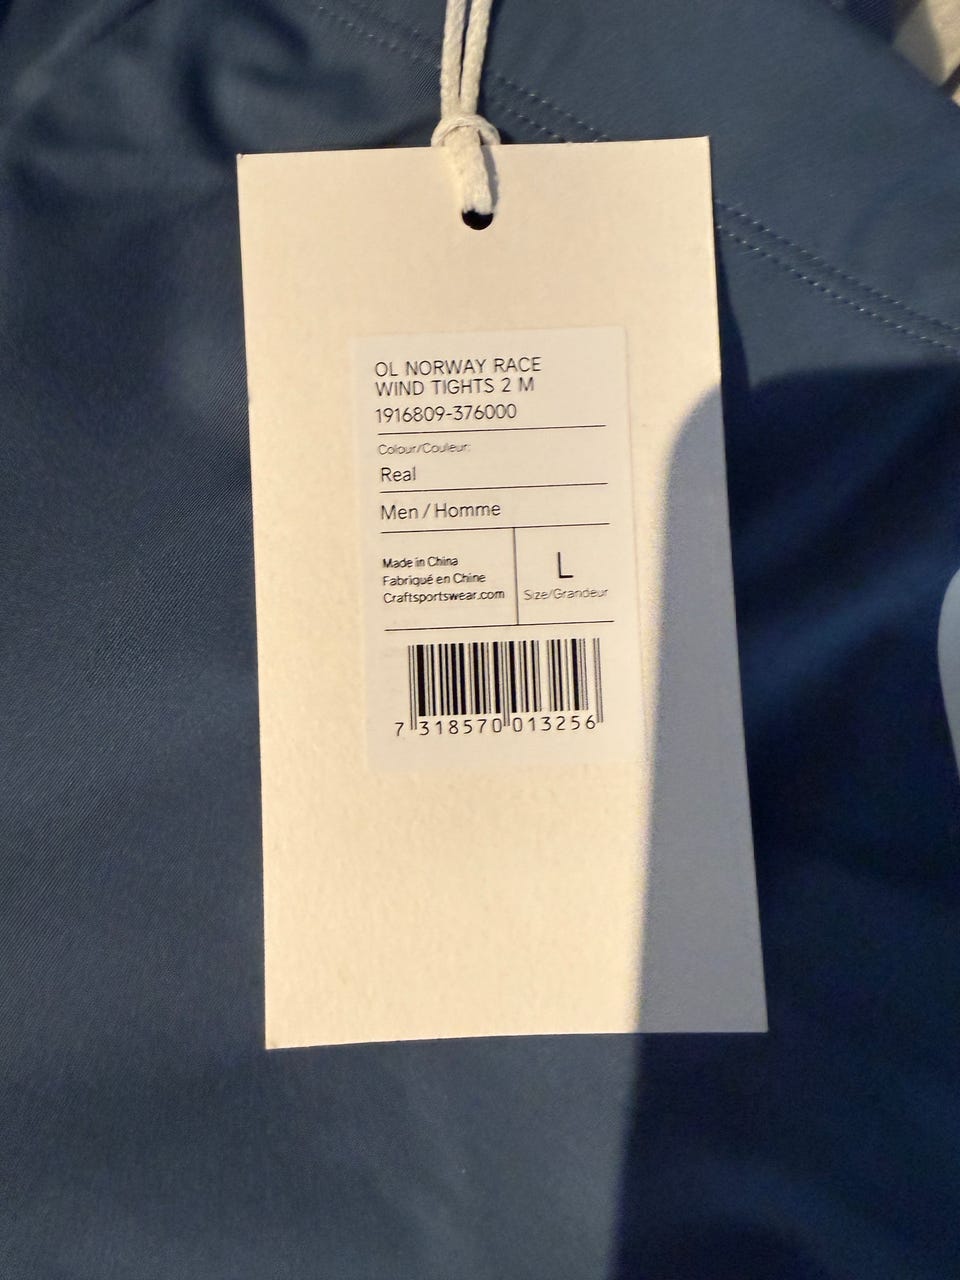 OL NORWAY RACE
WIND TIGHTS 2 M
1916809-376000
Colour/Couleur:
Real
Men / Homme
Made in China
Fabriqué en Chine
Craftsportswear.com
L
Size/Grandeur
7 318570 013256